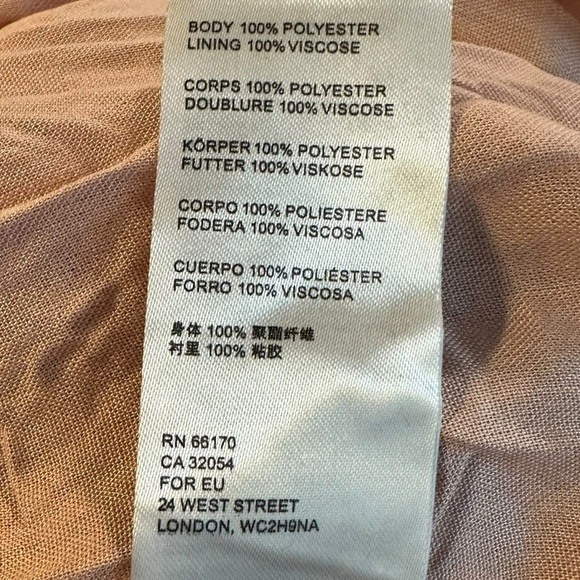 BODY 100% POLYESTER
LINING 100% VISCOSE
CORPS 100% POLYESTER
DOUBLURE 100% VISCOSE
KÖRPER 100% POLYESTER
FUTTER 100% VISKOSE
CORPO 100% POLIESTERE
FODERA 100% VISCOSA
CUERPO 100% POLIÉSTER
FORRO 100% VISCOSA
身体 100% 聚酯纤维
衬里 100% 粘胶
RN 66170
CA 32054
FOR EU
24 WEST STREET
LONDON, WC2H9NA